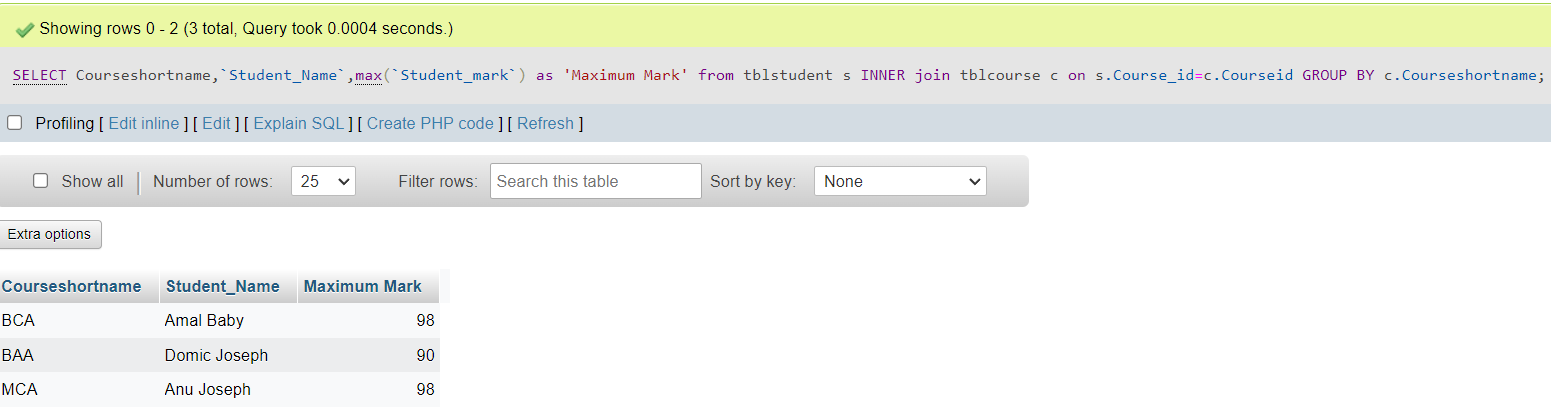 Showing rows 0 - 2 (3 total, Query took 0.0004 seconds.)
SELECT Courseshortname,`Student_Name`,max(`Student_mark`) as 'Maximum Mark' from tblstudent s INNER join tblcourse c on s.Course_id=c.Courseid GROUP BY c.Courseshortname;
Profiling [ Edit inline ] [ Edit ] [ Explain SQL ] [ Create PHP code ] [ Refresh ]
Show all | Number of rows: 25 Filter rows: Search this table Sort by key: None
Extra options
Courseshortname Student_Name Maximum Mark
BCA Amal Baby 98
BAA Domic Joseph 90
MCA Anu Joseph 98